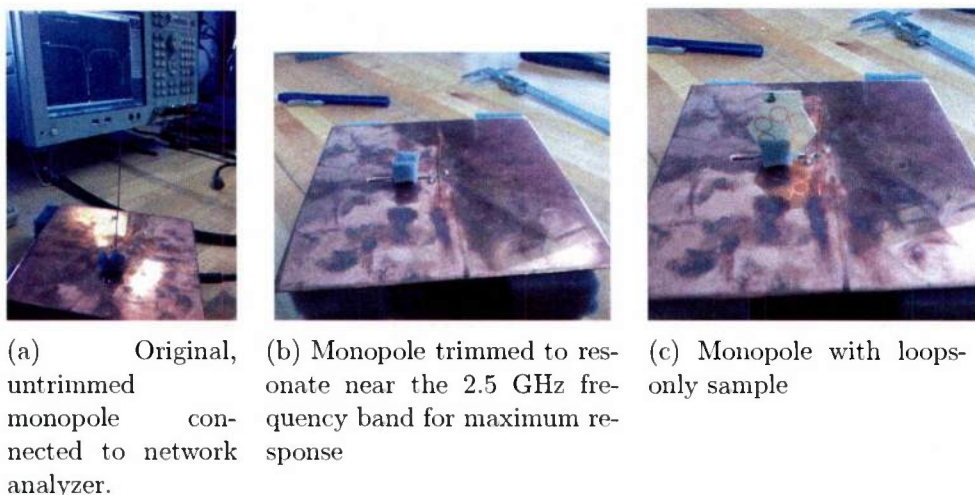 (a) Original,
untrimmed
monopole con-
nected to network
analyzer.
(b) Monopole trimmed to res-
onate near the 2.5 GHz fre-
quency band for maximum re-
sponse
(c) Monopole with loops-
only sample